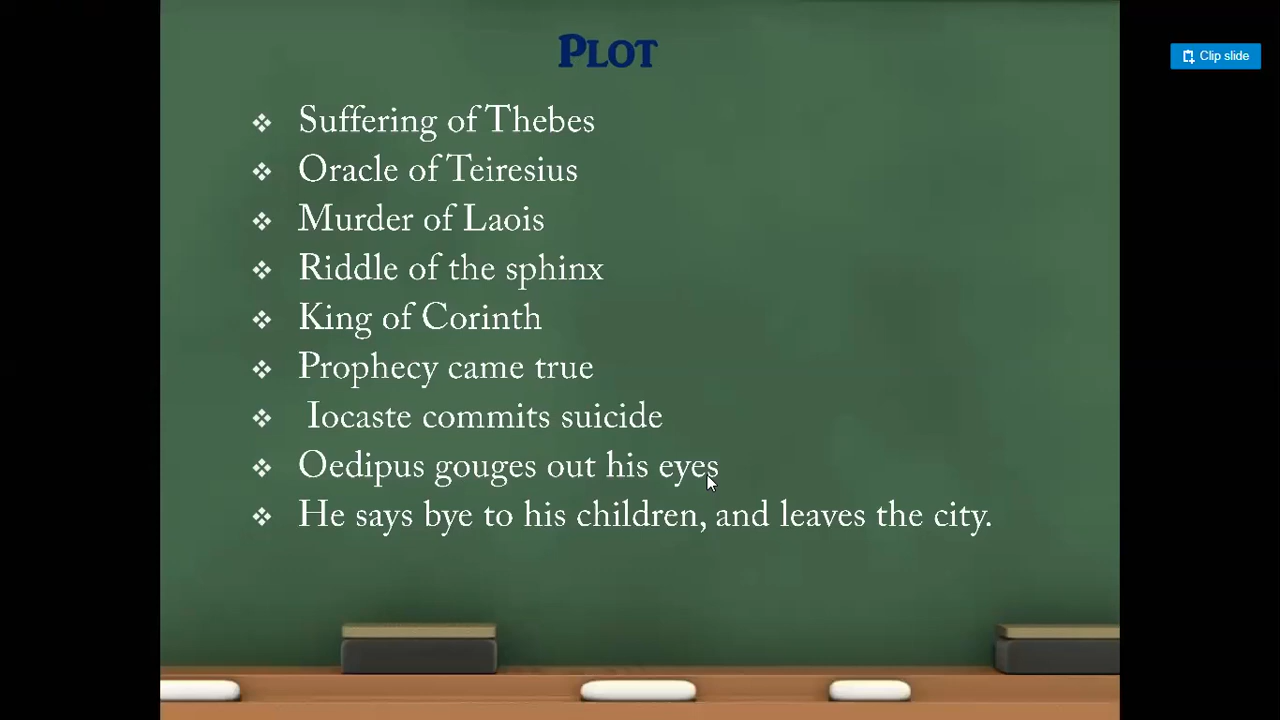 Plot
Clip slide
Suffering of Thebes
Oracle of Teiresius
Murder of Laois
Riddle of the sphinx
King of Corinth
Prophecy came true
Iocaste commits suicide
Oedipus gouges out his eyes
He says bye to his children, and leaves the city.